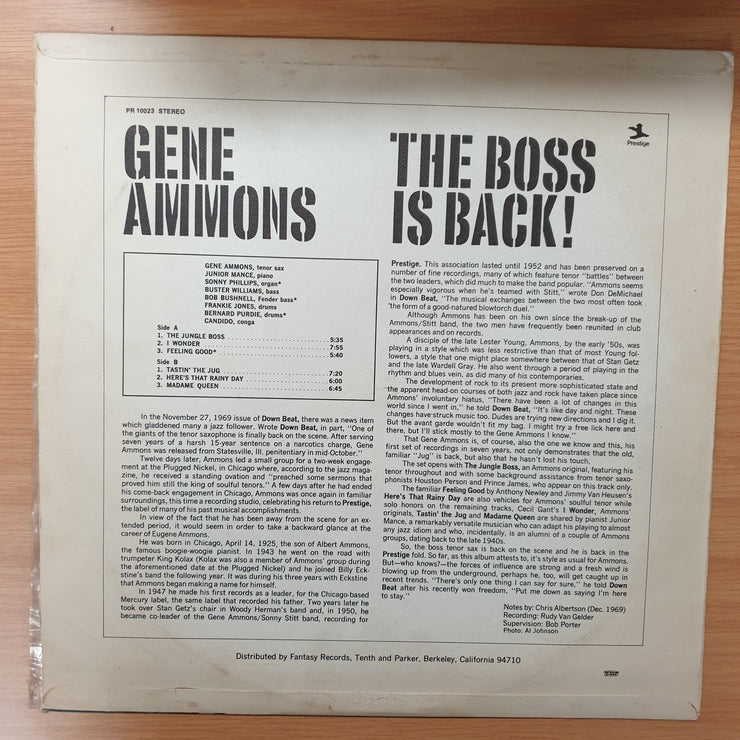 PR 10023 STEREO
GENE
AMMONS
THE BOSS
IS BACK!
Prestige
GENE AMMONS, tenor sax
JUNIOR MANCE, piano
SONNY PHILLIPS, organ*
BUSTER WILLIAMS, bass
BOB BUSHNELL, Fender bass*
FRANKIE JONES, drums
BERNARD PURDIE, drums*
CANDIDO, conga
Side A
1. THE JUNGLE BOSS 5:35
2. I WONDER 7:55
3. FEELING GOOD* 5:40
Side B
1. TASTIN' THE JUG 7:20
2. HERE'S THAT RAINY DAY 6:00
3. MADAME QUEEN 6:45
In the November 27, 1969 issue of Down Beat, there was a news item
which gladdened many a jazz follower. Wrote Down Beat, in part, "One of
the giants of the tenor saxophone is finally back on the scene. After serving
seven years of a harsh 15-year sentence on a narcotics charge, Gene
Ammons was released from Statesville, Ill. penitentiary in mid-October."
Twelve days later, Ammons led a small group for a two-week engage-
ment at the Plugged Nickel, in Chicago where, according to the jazz maga-
zine, he received a standing ovation and "preached some sermons that
proved him still the king of soulful tenors." A few days after he had ended
his come-back engagement in Chicago, Ammons was once again in familiar
surroundings, this time a recording studio, celebrating his return to Prestige,
the label of many of his past musical accomplishments.
In view of the fact that he has been away from the scene for an ex-
tended period, it would seem in order to take a backward glance at the
career of Eugene Ammons.
He was born in Chicago, April 14, 1925, the son of Albert Ammons,
the famous boogie-woogie pianist. In 1943 he went on the road with
trumpeter King Kolax (Kolax was also a member of Ammons' group during
the aforementioned date at the Plugged Nickel) and he joined Billy Eck-
stine's band the following year. It was during his three years with Eckstine
that Ammons began making a name for himself.
In 1947 he made his first records as a leader, for the Chicago-based
Mercury label, the same label that recorded his father. Two years later he
took over Stan Getz's chair in Woody Herman's band and, in 1950, he
became co-leader of the Gene Ammons/Sonny Stitt band, recording for
Prestige. This association lasted until 1952 and has been preserved on a
number of fine recordings, many of which feature tenor "battles" between
the two leaders, which did much to make the band popular. "Ammons seems
especially vigorous when he's teamed with Stitt," wrote Don DeMichael
in Down Beat, "The musical exchanges between the two most often took
'the form of a good-natured blowtorch duel."
Although Ammons has been on his own since the break-up of the
Ammons/Stitt band, the two men have frequently been reunited in club
appearances and on records.
A disciple of the late Lester Young, Ammons, by the early '50s, was
playing in a style which was less restrictive than that of most Young fol-
lowers, a style that one might place somewhere between that of Stan Getz
and the late Wardell Gray. He also went through a period of playing in the
rhythm and blues vein, as did many of his contemporaries.
The development of rock to its present more sophisticated state and
the apparent head-on courses of both jazz and rock have taken place since
Ammons' involuntary hiatus, "There have been a lot of changes in this
world since I went in," he told Down Beat, "It's like day and night. These
changes have struck music too. Dudes are trying new directions and I dig it.
But the avant garde wouldn't fit my bag. I might try a free lick here and
there, but I'll stick mostly to the Gene Ammons I know."
That Gene Ammons is, of course, also the one we know and this, his
first set of recordings in seven years, not only demonstrates that the old,
familiar "Jug" is back, but also that he hasn't lost his touch.
The set opens with The Jungle Boss, an Ammons original, featuring his
tenor throughout and with some background assistance from tenor saxo-
phonists Houston Person and Prince James, who appear on this track only.
The familiar Feeling Good by Anthony Newley and Jimmy Van Heusen's
Here's That Rainy Day are also vehicles for Ammons' soulful tenor while
solo honors on the remaining tracks, Cecil Gant's I Wonder, Ammons'
originals, Tastin' the Jug and Madame Queen are shared by pianist Junior
Mance, a remarkably versatile musician who can adapt his playing to almost
any jazz idiom and who, incidentally, is an alumni of a couple of Ammons
groups, dating back to the late 1940s.
So, the boss tenor sax is back on the scene and he is back in the
Prestige fold. So far, as this album attests to, it's style as usual for Ammons.
But—who knows?—the forces of influence are strong and a fresh wind is
blowing up from the underground, perhaps he, too, will get caught up in
recent trends. "There's only one thing I can say for sure," he told Down
Beat after his recently won freedom, "Put me down as saying I'm here
to stay."
Notes by: Chris Albertson (Dec. 1969)
Recording: Rudy Van Gelder
Supervision: Bob Porter
Photo: Al Johnson
Distributed by Fantasy Records, Tenth and Parker, Berkeley, California 94710